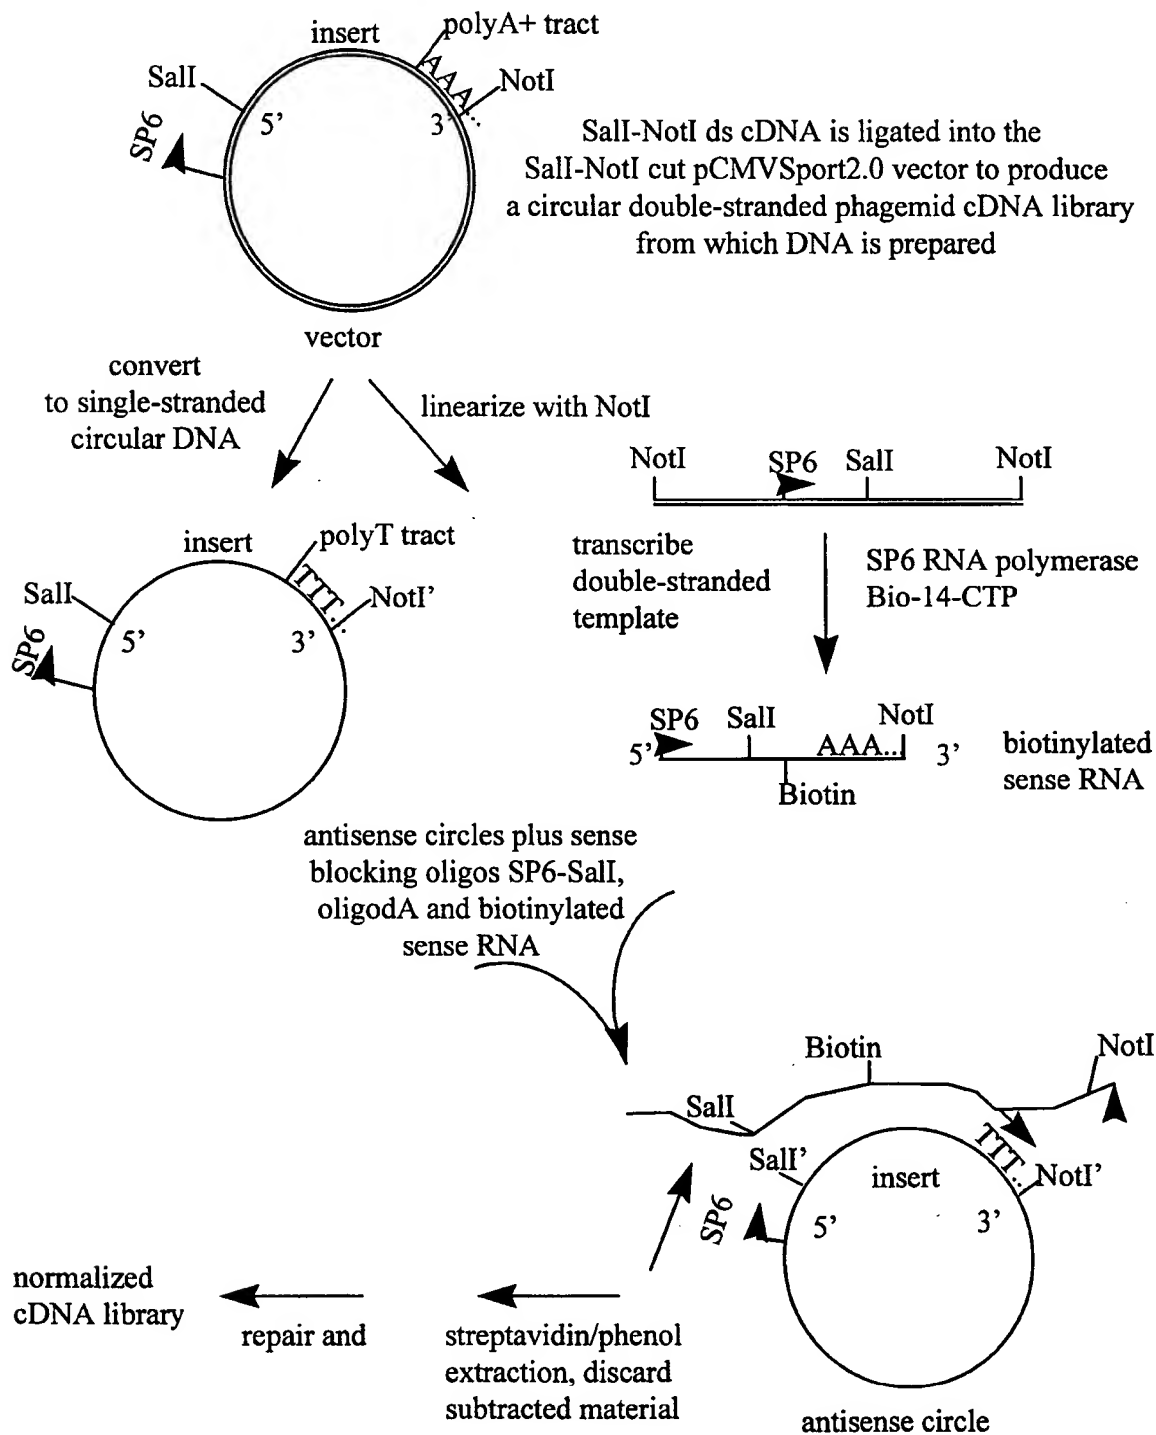 insert
polyA+ tract
AAA..
SalI
NotI
5’
3’
SP6
SalI-NotI ds cDNA is ligated into the
SalI-NotI cut pCMVSport2.0 vector to produce
a circular double-stranded phagemid cDNA library
from which DNA is prepared
vector
convert
to single-stranded
circular DNA
linearize with NotI
NotI
SP6
SalI
NotI
insert
polyT tract
TTT..
SalI
NotI’
5’
3’
SP6
transcribe
double-stranded
template
SP6 RNA polymerase
Bio-14-CTP
SP6
SalI
NotI
5’
AAA..
3’
Biotin
biotinylated
sense RNA
antisense circles plus sense
blocking oligos SP6-SalI,
oligodA and biotinylated
sense RNA
Biotin
NotI
SalI
TTT..
SalI’
insert
NotI’
SP6
5’
3’
normalized
cDNA library
repair and
streptavidin/phenol
extraction, discard
subtracted material
antisense circle